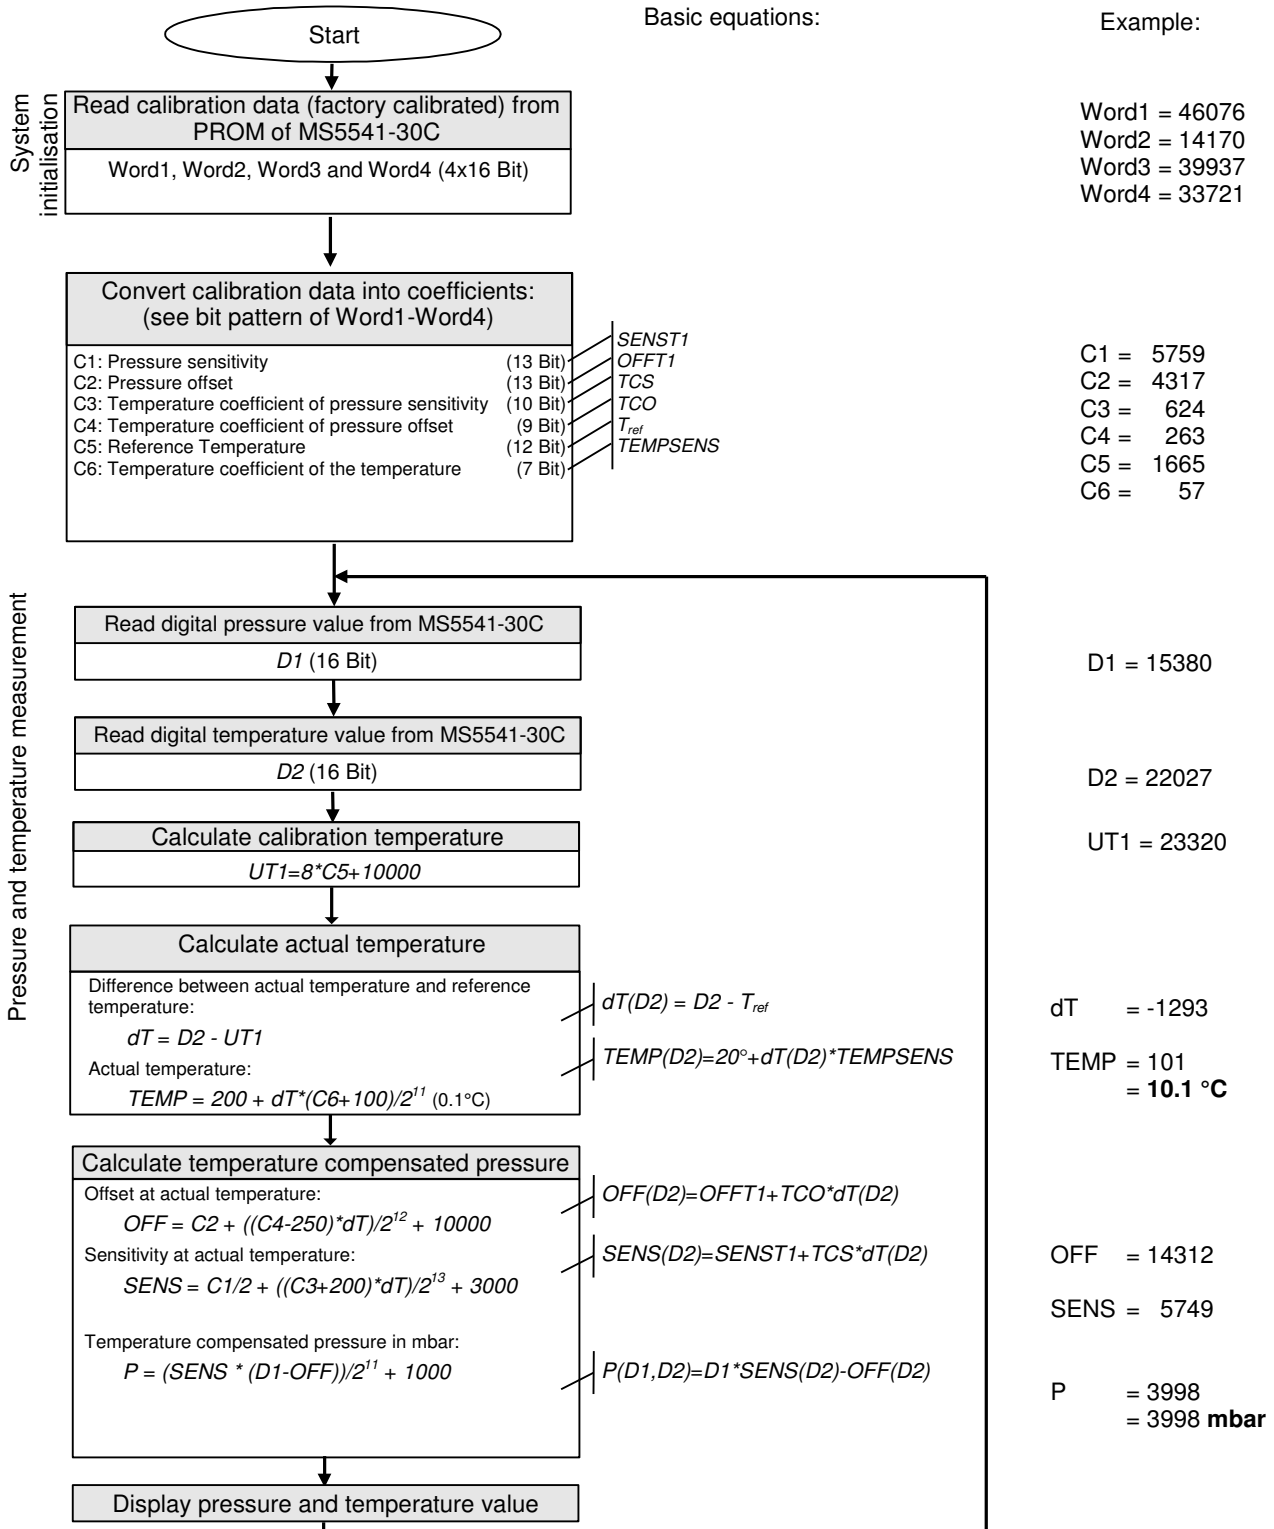 Start
Basic equations:
Example:
System
initialisation
Read calibration data (factory calibrated) from
PROM of MS5541-30C
Word1, Word2, Word3 and Word4 (4x16 Bit)
Word1 = 46076
Word2 = 14170
Word3 = 39937
Word4 = 33721
Convert calibration data into coefficients:
(see bit pattern of Word1-Word4)
C1: Pressure sensitivity (13 Bit) SENST1
C2: Pressure offset (13 Bit) OFFT1
C3: Temperature coefficient of pressure sensitivity (10 Bit) TCS
C4: Temperature coefficient of pressure offset (9 Bit) TCO
C5: Reference Temperature (12 Bit) Tref
C6: Temperature coefficient of the temperature (7 Bit) TEMPSENS
C1 = 5759
C2 = 4317
C3 = 624
C4 = 263
C5 = 1665
C6 = 57
Pressure and temperature measurement
Read digital pressure value from MS5541-30C
D1 (16 Bit)
D1 = 15380
Read digital temperature value from MS5541-30C
D2 (16 Bit)
D2 = 22027
Calculate calibration temperature
UT1=8*C5+10000
UT1 = 23320
Calculate actual temperature
Difference between actual temperature and reference
temperature:
dT = D2 - UT1
dT(D2) = D2 - Tref
dT = -1293
Actual temperature:
TEMP = 200 + dT*(C6+100)/2¹¹ (0.1°C)
TEMP(D2)=20°+dT(D2)*TEMPSENS
TEMP = 101
= 10.1 °C
Calculate temperature compensated pressure
Offset at actual temperature:
OFF = C2 + ((C4-250)*dT)/2¹² + 10000
OFF(D2)=OFFT1+TCO*dT(D2)
OFF = 14312
Sensitivity at actual temperature:
SENS = C1/2 + ((C3+200)*dT)/2¹³ + 3000
SENS(D2)=SENST1+TCS*dT(D2)
SENS = 5749
Temperature compensated pressure in mbar:
P = (SENS * (D1-OFF))/2¹¹ + 1000
P(D1,D2)=D1*SENS(D2)-OFF(D2)
P = 3998
= 3998 mbar
Display pressure and temperature value